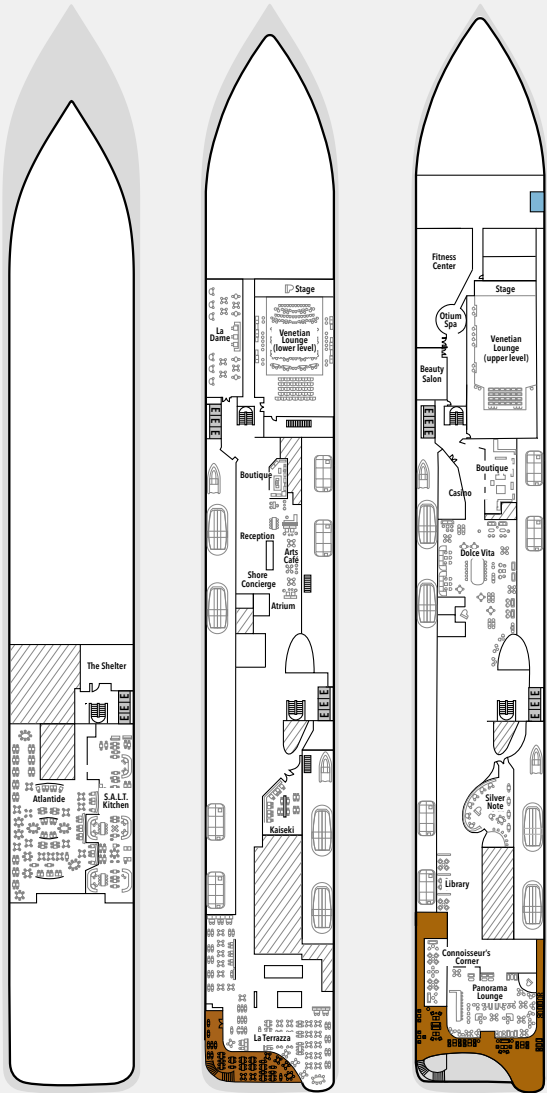 The Shelter
Atlantide
S.A.L.T.
Kitchen
Stage
La
Dame
Venetian
Lounge
(lower level)
E
E
E
Boutique
Reception
Arts
Café
Shore
Concierge
Atrium
Kaiseki
La Terrazza
Fitness
Center
Stage
Otium
Spa
Venetian
Lounge
(upper level)
Beauty
Salon
Boutique
Casino
Dolce Vita
Silver
Note
Library
Connoisseur's
Corner
Panorama
Lounge